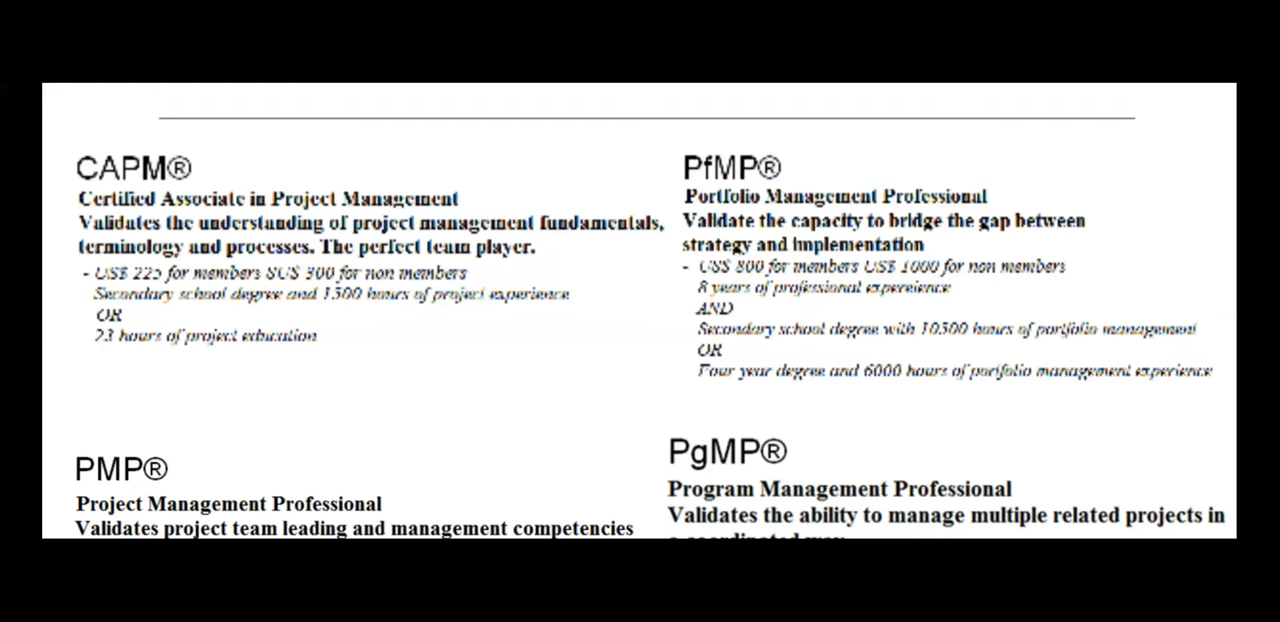 CAPM®
Certified Associate in Project Management
Validates the understanding of project management fundamentals,
terminology and processes. The perfect team player.
- US$ 225 for members $US 300 for non members
Secondary school degree and 1500 hours of project experience
OR
23 hours of project education
PMP®
Project Management Professional
Validates project team leading and management competencies
PfMP®
Portfolio Management Professional
Validate the capacity to bridge the gap between
strategy and implementation
- US$ 800 for members US$ 1000 for non members
8 years of professional expereience
AND
Secondary school degree with 10500 hours of portfolio management
OR
Four year degree and 6000 hours of portfolio management experience
PgMP®
Program Management Professional
Validates the ability to manage multiple related projects in